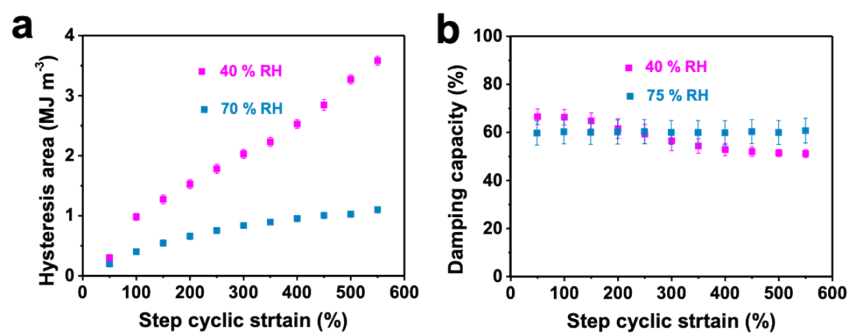 a
Hysteresis area (MJ m⁻³)
4
3
2
1
0
40 % RH
70 % RH
0 100 200 300 400 500 600
Step cyclic strtain (%)
b
Damping capacity (%)
100
80
60
40
20
0
40 % RH
75 % RH
0 100 200 300 400 500 600
Step cyclic strtain (%)